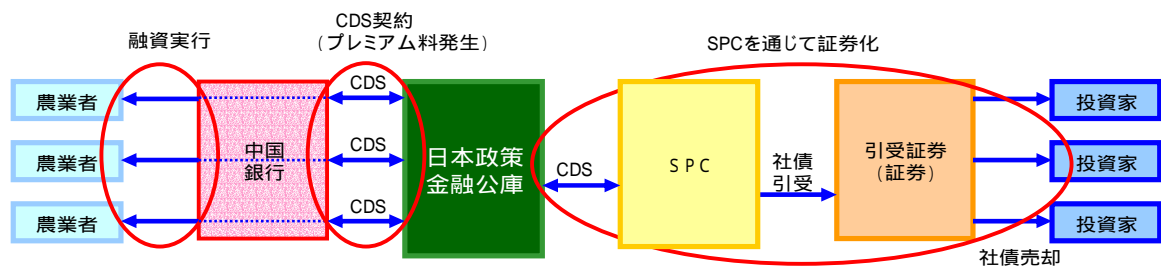 融資実行
CDS契約
(プレミアム料発生)
SPCを通じて証券化
農業者
農業者
農業者
中国
銀行
CDS
CDS
CDS
日本政策
金融公庫
CDS
SPC
社債
引受
引受証券
(証券)
投資家
投資家
投資家
社債売却